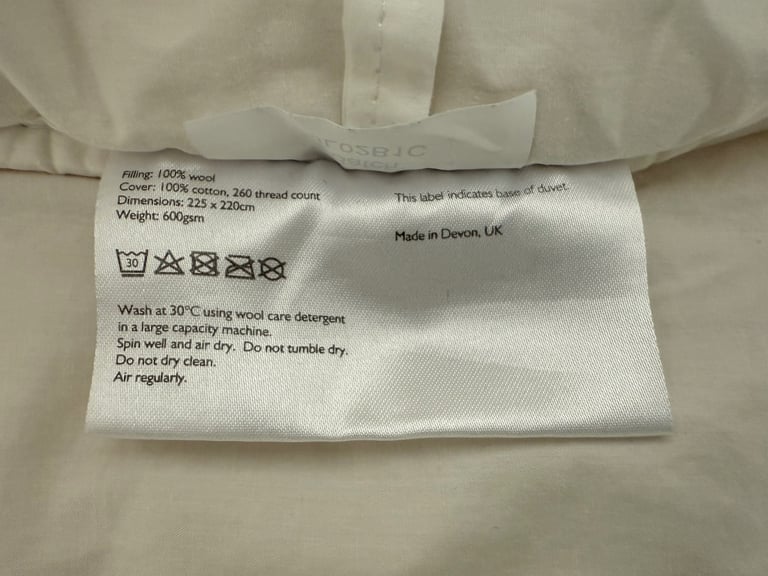 Filling: 100% wool
Cover: 100% cotton, 260 thread count
Dimensions: 225 x 220cm
Weight: 600gsm
30
Wash at 30°C using wool care detergent
in a large capacity machine.
Spin well and air dry. Do not tumble dry.
Do not dry clean.
Air regularly.
This label indicates base of duvet.
Made in Devon, UK